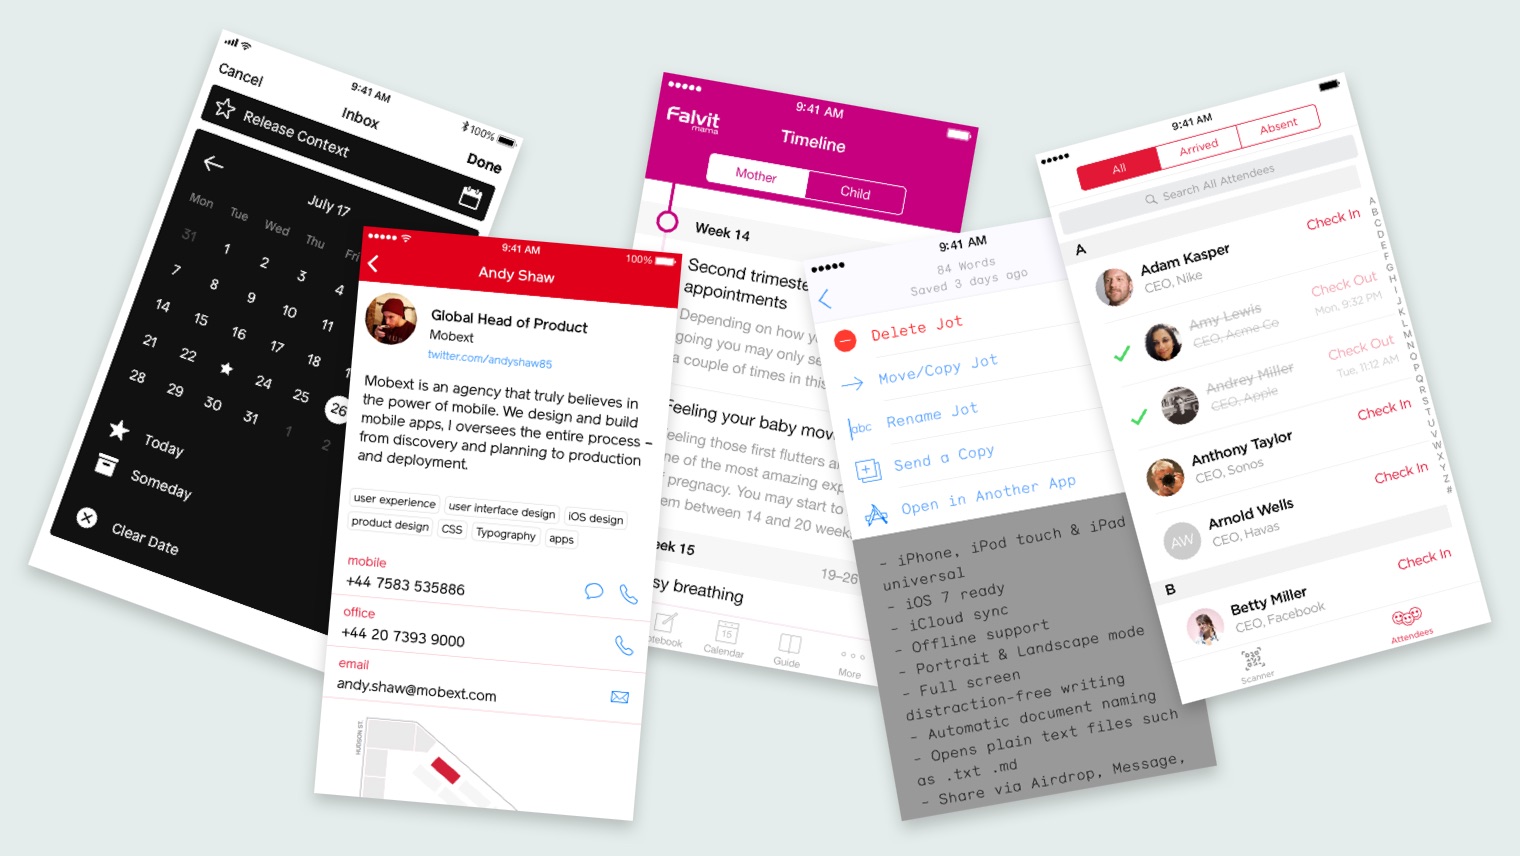 9:41 AM
100%
Cancel
Inbox
Done
Release Context
July 17
Mon Tue Wed Thu Fri
31 1 2 3 4
7 8 9 10 11
14 15 16 17 18
21 22 24 25 26
28 29 30 31 1 2
Today
Someday
Clear Date
9:41 AM
100%
Andy Shaw
Global Head of Product
Mobext
twitter.com/andyshaw85
Mobext is an agency that truly believes in
the power of mobile. We design and build
mobile apps, I oversees the entire process –
from discovery and planning to production
and deployment.
user experience user interface design iOS design
product design CSS Typography apps
mobile
+44 7583 535886
office
+44 20 7393 9000
email
andy.shaw@mobext.com
HUDSON ST.
9:41 AM
Falvit
mama
Timeline
Mother Child
Week 14
Second trimeste
appointments
Depending on how yo
going you may only se
a couple of times in this
Feeling your baby mov
eeling those first flutters a
ne of the most amazing exp
f pregnancy. You may start to
em between 14 and 20 week
eek 15
19–26
sy breathing
otebook
15
Calendar
Guide
More
9:41 AM
84 Words
Saved 3 days ago
Delete Jot
Move/Copy Jot
abc
Rename Jot
Send a Copy
Open in Another App
- iPhone, iPod touch & iPad
universal
- iOS 7 ready
- iCloud sync
- Offline support
- Portrait & Landscape mode
- Full screen
distraction-free writing
- Automatic document naming
- Opens plain text files such
as .txt .md
- Share via Airdrop, Message,
9:41 AM
All Arrived Absent
Search All Attendees
A
Adam Kasper
CEO, Nike
Check In
Amy Lewis
CEO, Acme Co
Check Out
Mon, 9:32 PM
Andrey Miller
CEO, Apple
Check Out
Tue, 11:12 AM
Anthony Taylor
CEO, Sonos
Check In
AW
Arnold Wells
CEO, Havas
Check In
B
Betty Miller
CEO, Facebook
Check In
A
B
C
D
E
F
G
H
I
J
K
L
M
N
O
P
Q
R
S
T
U
V
W
X
Y
Z
#
Scanner
Attendees